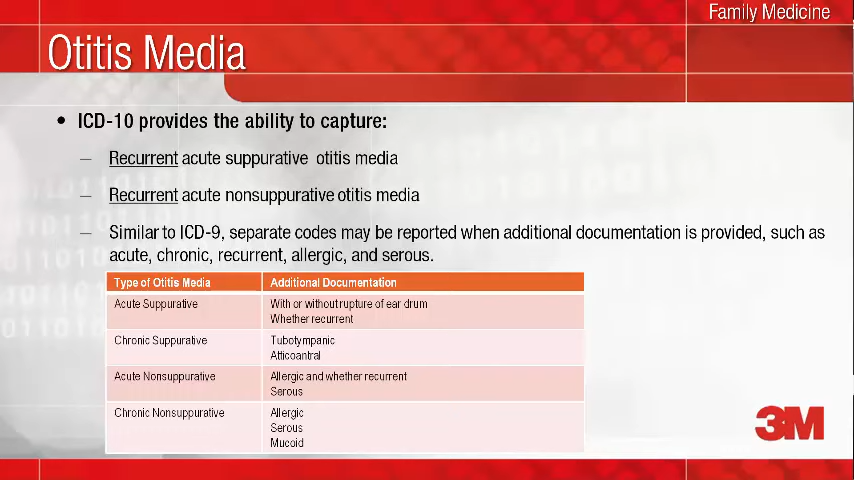 Family Medicine
Otitis Media
• ICD-10 provides the ability to capture:
– Recurrent acute suppurative otitis media
– Recurrent acute nonsuppurative otitis media
– Similar to ICD-9, separate codes may be reported when additional documentation is provided, such as
acute, chronic, recurrent, allergic, and serous.
Type of Otitis Media Additional Documentation
Acute Suppurative With or without rupture of ear drum
Whether recurrent
Chronic Suppurative Tubotympanic
Atticoantral
Acute Nonsuppurative Allergic and whether recurrent
Serous
Chronic Nonsuppurative Allergic
Serous
Mucoid
3M